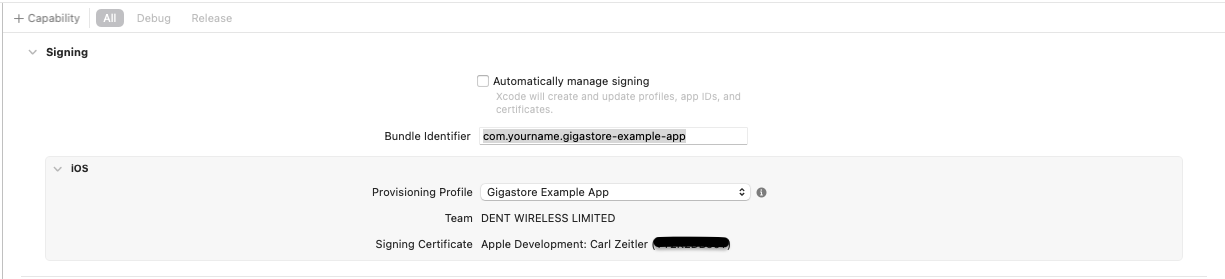 + Capability All Debug Release
Signing
Automatically manage signing
Xcode will create and update profiles, app IDs, and
certificates.
Bundle Identifier com.yourname.gigastore-example-app
iOS
Provisioning Profile Gigastore Example App
Team DENT WIRELESS LIMITED
Signing Certificate Apple Development: Carl Zeitler ( )